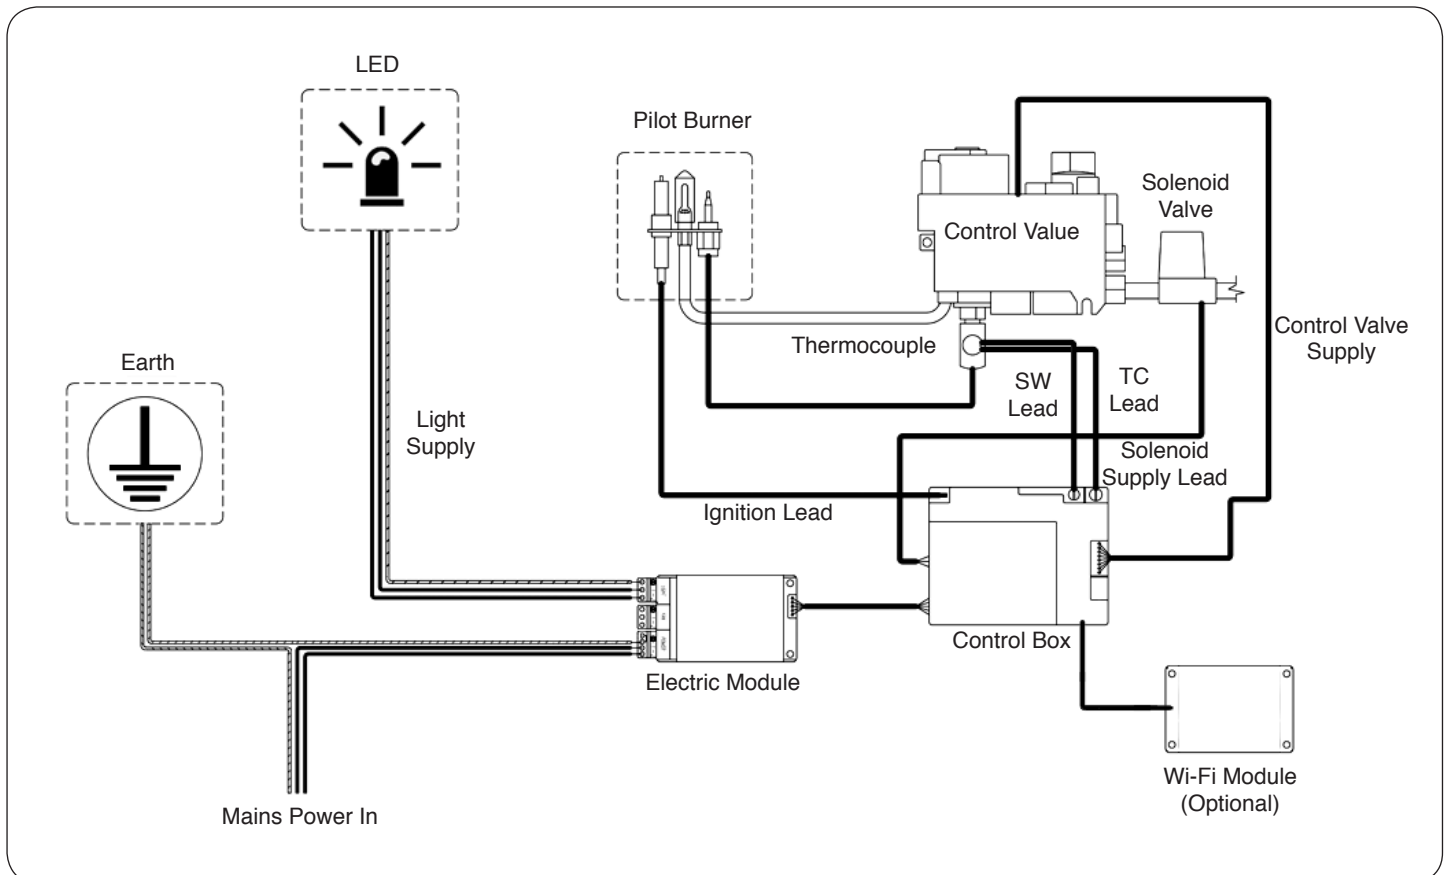 LED
Pilot Burner
Solenoid
Valve
Control Value
Control Valve
Supply
Thermocouple
Earth
SW
Lead
TC
Lead
Light
Supply
Solenoid
Supply Lead
Ignition Lead
Control Box
Electric Module
Wi-Fi Module
(Optional)
Mains Power In